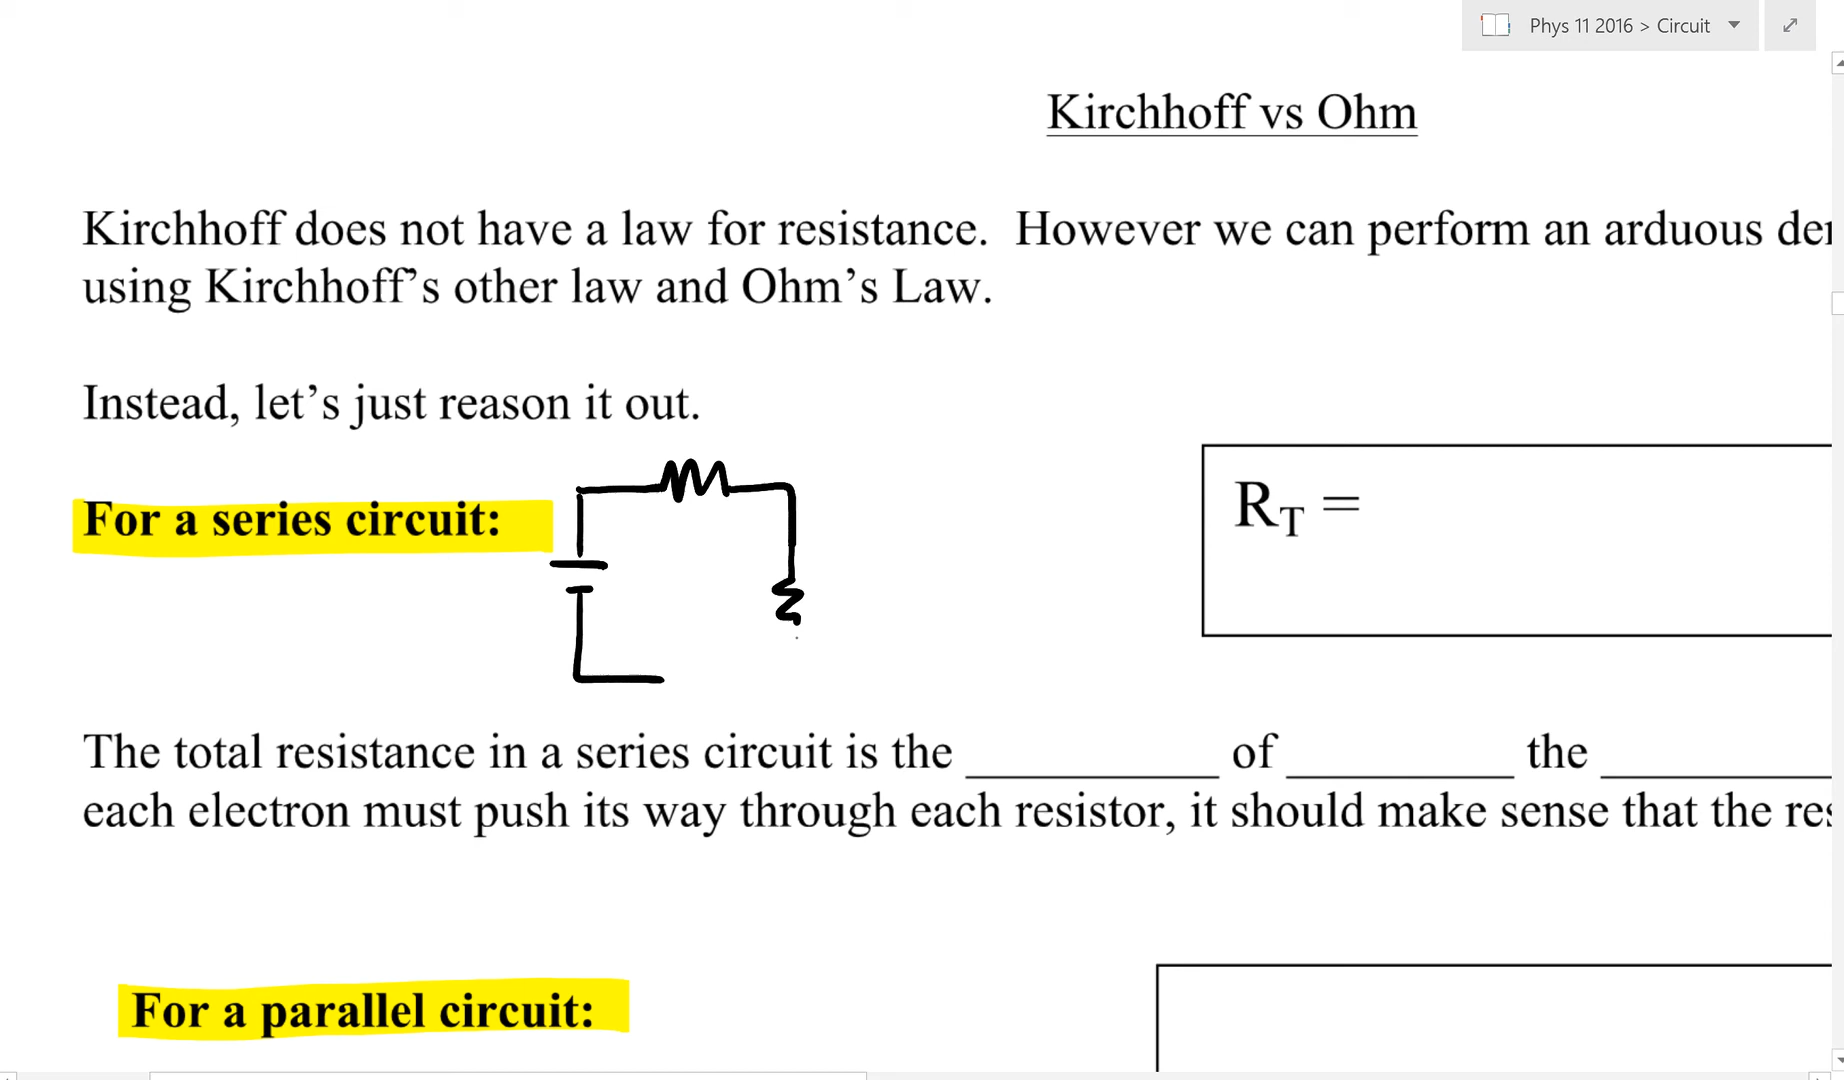 Phys 11 2016 > Circuit
Kirchhoff vs Ohm
Kirchhoff does not have a law for resistance. However we can perform an arduous
using Kirchhoff’s other law and Ohm’s Law.
Instead, let’s just reason it out.
For a series circuit:
R_T =
The total resistance in a series circuit is the __________ of __________ the __________
each electron must push its way through each resistor, it should make sense that the
For a parallel circuit: